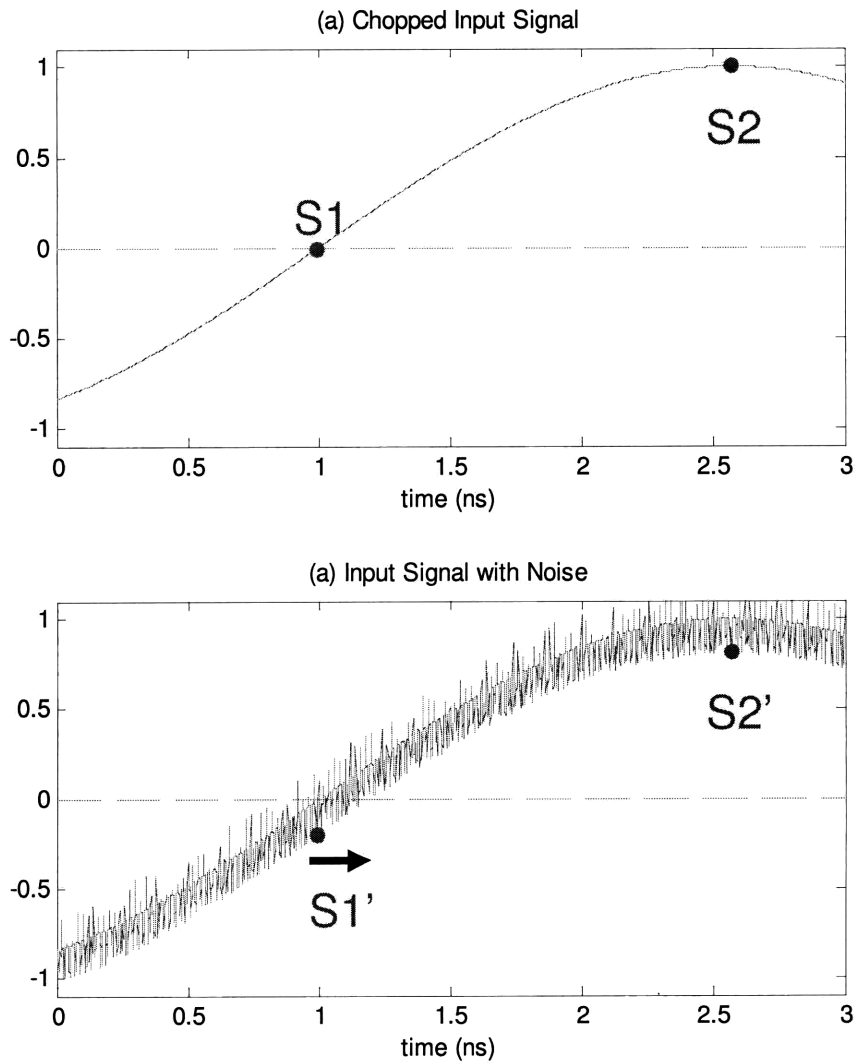 (a) Chopped Input Signal
1
S2
0.5
S1
0
-0.5
-1
0 0.5 1 1.5 2 2.5 3
time (ns)
(a) Input Signal with Noise
1
S2’
0.5
0
-0.5
S1’
-1
0 0.5 1 1.5 2 2.5 3
time (ns)